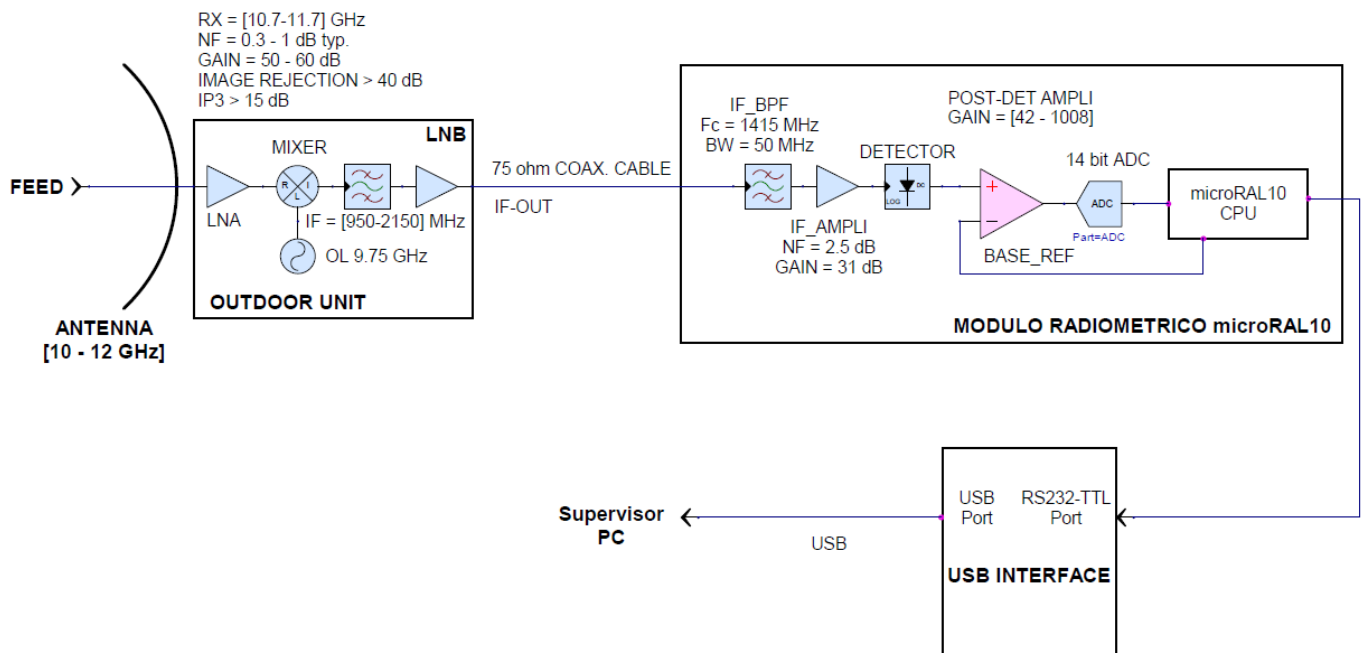 RX = [10.7-11.7] GHz
NF = 0.3 - 1 dB typ.
GAIN = 50 - 60 dB
IMAGE REJECTION > 40 dB
IP3 > 15 dB
LNB
MIXER
R
I
L
LNA
IF = [950-2150] MHz
OL 9.75 GHz
OUTDOOR UNIT
FEED
ANTENNA
[10 - 12 GHz]
75 ohm COAX. CABLE
IF-OUT
IF_BPF
Fc = 1415 MHz
BW = 50 MHz
IF_AMPLI
NF = 2.5 dB
GAIN = 31 dB
DETECTOR
DC
LOG
POST-DET AMPLI
GAIN = [42 - 1008]
+
−
BASE_REF
14 bit ADC
ADC
Part=ADC
microRAL10
CPU
MODULO RADIOMETRICO microRAL10
Supervisor
PC
USB
USB
Port
RS232-TTL
Port
USB INTERFACE